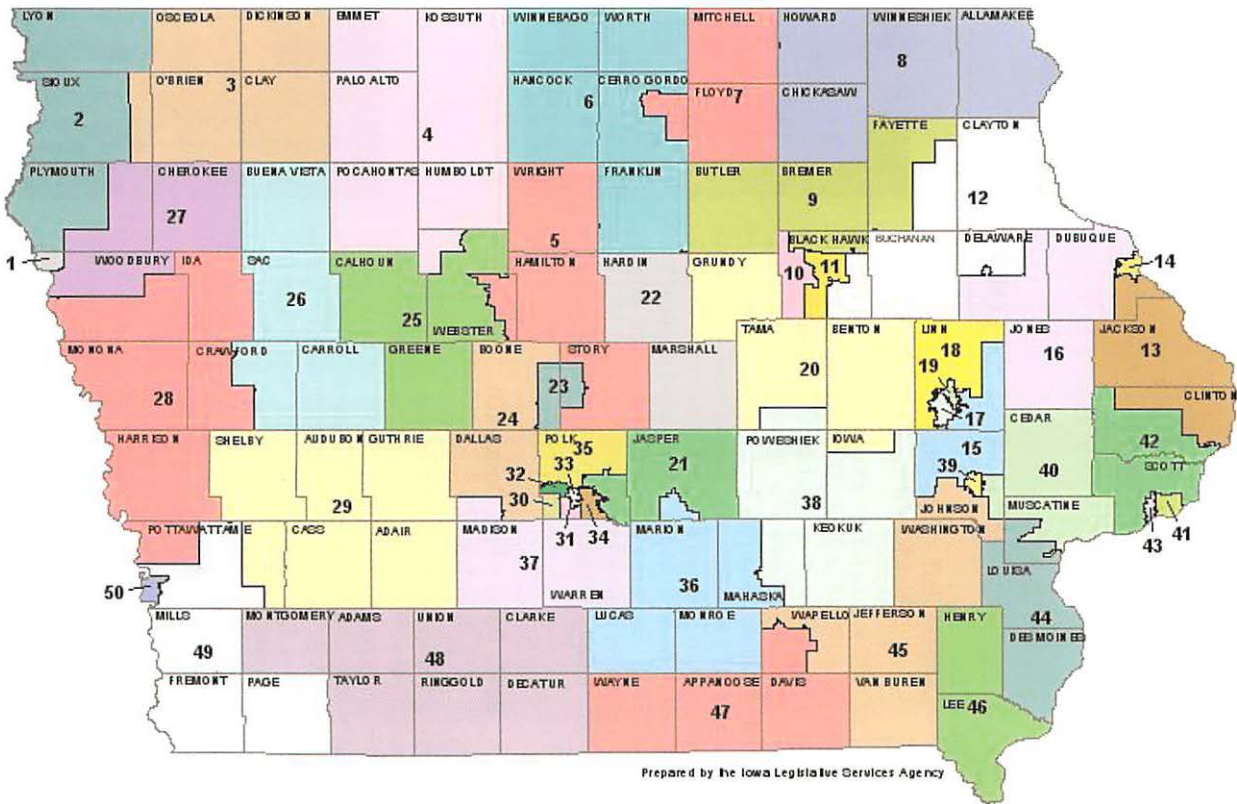 LYON OSCEOLA DICKINSON EMMET KOSSUTH WINNEBAGO WORTH MITCHELL HOWARD WINNESHIEK ALLAMAKEE
8
SIOUX O'BRIEN 3 CLAY PALO ALTO HANCOCK CERRO GORDO FLOYD 7 CHICKASAW
2 4 6
FAYETTE CLAYTON
PLYMOUTH CHEROKEE BUENA VISTA POCAHONTAS HUMBOLDT WRIGHT FRANKLIN BUTLER BREMER
27 9 12
1 WOODBURY IDA SAC CALHOUN HAMILTON 5 HARDIN GRUNDY BLACK HAWK BUCHANAN DELAWARE DUBUQUE
10 11 14
26 25 WEBSTER 22
MONONA CRAWFORD CARROLL GREENE BOONE STORY MARSHALL TAMA BENTON LINN JONES JACKSON
28 24 23 20 19 18 17 16 13
CLINTON
HARRISON SHELBY AUDUBON GUTHRIE DALLAS POLK JASPER POWESHIEK IOWA CEDAR
35 33 32 21 15 42
29 30 31 34 38 39 40 SCOTT
JOHNSON MUSCATINE
POTTAWATTAMIE CASS ADAIR MADISON MARION KEOKUK WASHINGTON
37 43 41
50 WARREN 36 MAHASKA LOUISA
MILLS MONTGOMERY ADAMS UNION CLARKE LUCAS MONROE WAPELLO JEFFERSON HENRY 44
49 48 45 DES MOINES
FREMONT PAGE TAYLOR RINGGOLD DECATUR WAYNE APPANOOSE DAVIS VAN BUREN
47 LEE 46
Prepared by the Iowa Legislative Services Agency